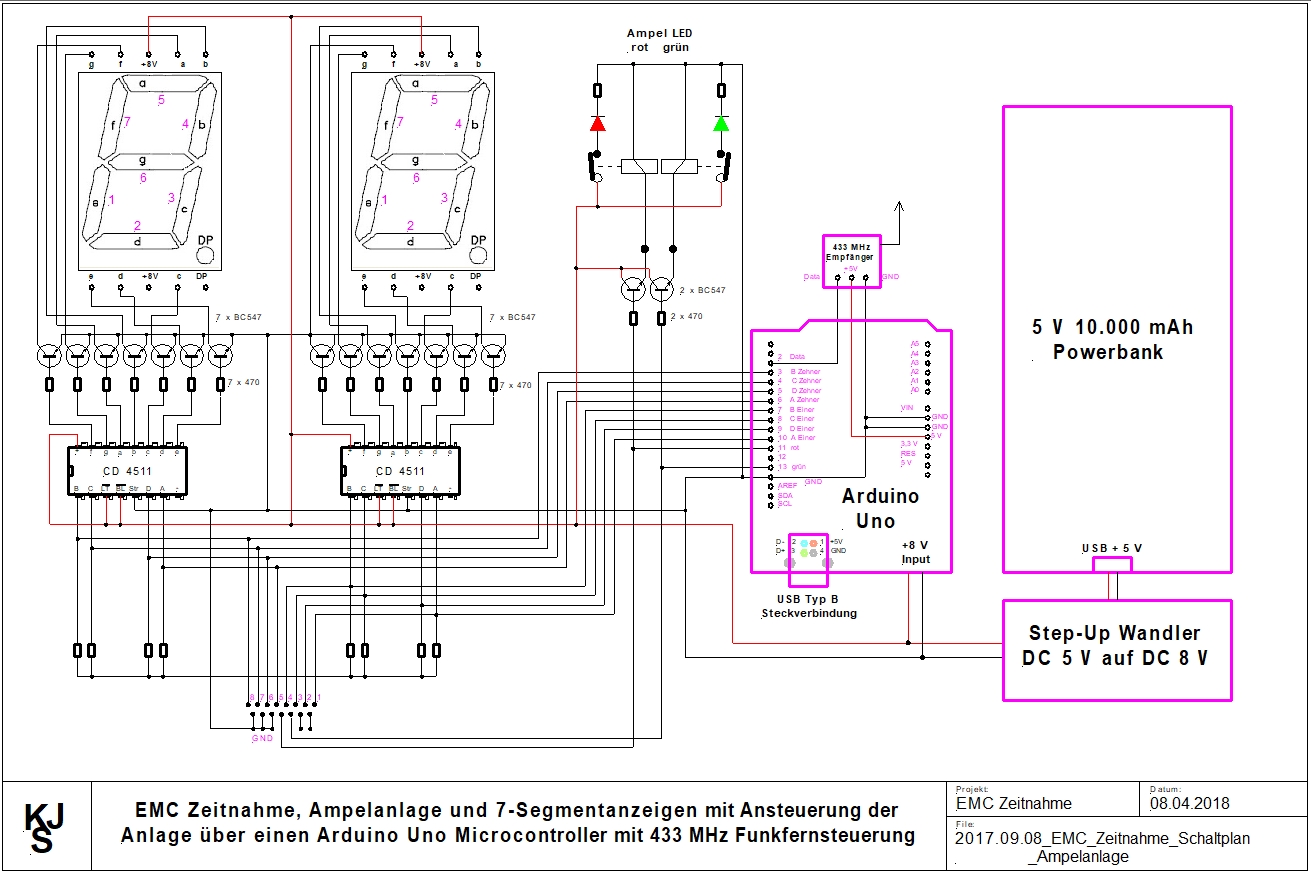 Ampel LED
rot grün
g f +8V a b
g f +8V a b
a
5
f 7 4 b
g
6
e 1 3 c
2
d
DP
a
5
f 7 4 b
g
6
e 1 3 c
2
d
DP
e d +8V c DP
e d +8V c DP
7 x BC547
7 x BC547
2 x BC547
2 x 470
7 x 470
7 x 470
433 MHz
Empfänger
+5V
Data
GND
f g a b c d e
CD 4511
B C LT BL Str D A -
f g a b c d e
CD 4511
B C LT BL Str D A -
2 Data
3 B Zehner
4 C Zehner
5 D Zehner
6 A Zehner
7 B Einer
8 C Einer
9 D Einer
10 A Einer
11 rot
12
13 grün
GND
AREF
SDA
SCL
A5
A4
A3
A2
A1
A0
VIN
GND
GND
5 V
3,3 V
RES
5 V
Arduino
Uno
D- 2 1 +5V
D+ 3 4 GND
+8 V
Input
USB Typ B
Steckverbindung
5 V 10.000 mAh
Powerbank
USB + 5 V
Step-Up Wandler
DC 5 V auf DC 8 V
8 7 6 5 4 3 2 1
GND
KJS
EMC Zeitnahme, Ampelanlage und 7-Segmentanzeigen mit Ansteuerung der
Anlage über einen Arduino Uno Microcontroller mit 433 MHz Funkfernsteuerung
Projekt:
EMC Zeitnahme
Datum:
08.04.2018
File:
2017.09.08_EMC_Zeitnahme_Schaltplan
_Ampelanlage